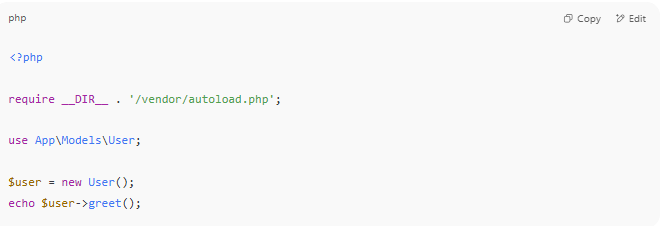 php
Copy
Edit
<?php
require __DIR__ . '/vendor/autoload.php';
use App\Models\User;
$user = new User();
echo $user->greet();